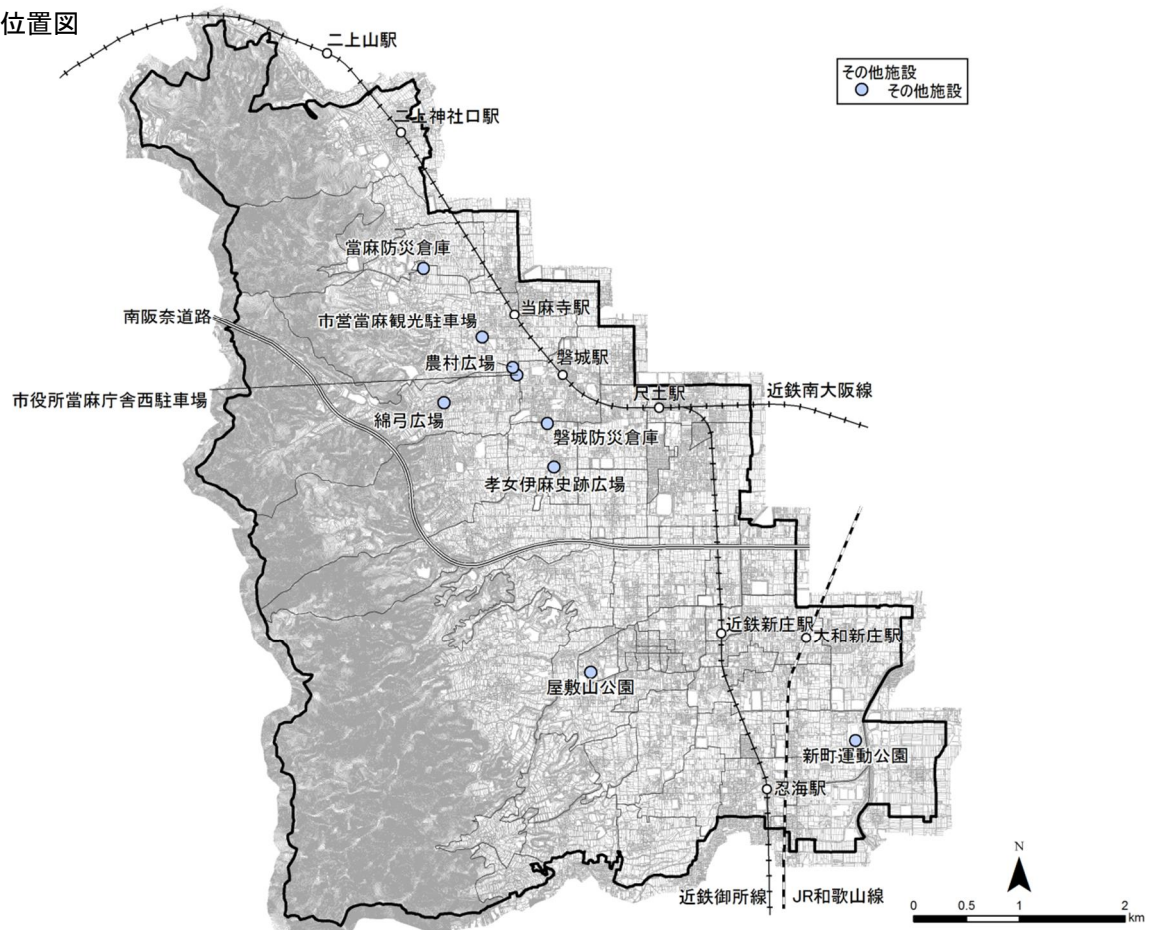 位置図
二上山駅
その他施設
その他施設
二上神社口駅
當麻防災倉庫
当麻寺駅
南阪奈道路
市営當麻観光駐車場
農村広場
磐城駅
尺土駅
近鉄南大阪線
市役所當麻庁舎西駐車場
綿弓広場
磐城防災倉庫
孝女伊麻史跡広場
近鉄新庄駅
大和新庄駅
屋敷山公園
新町運動公園
忍海駅
近鉄御所線
JR和歌山線
N
0 0.5 1 2
km